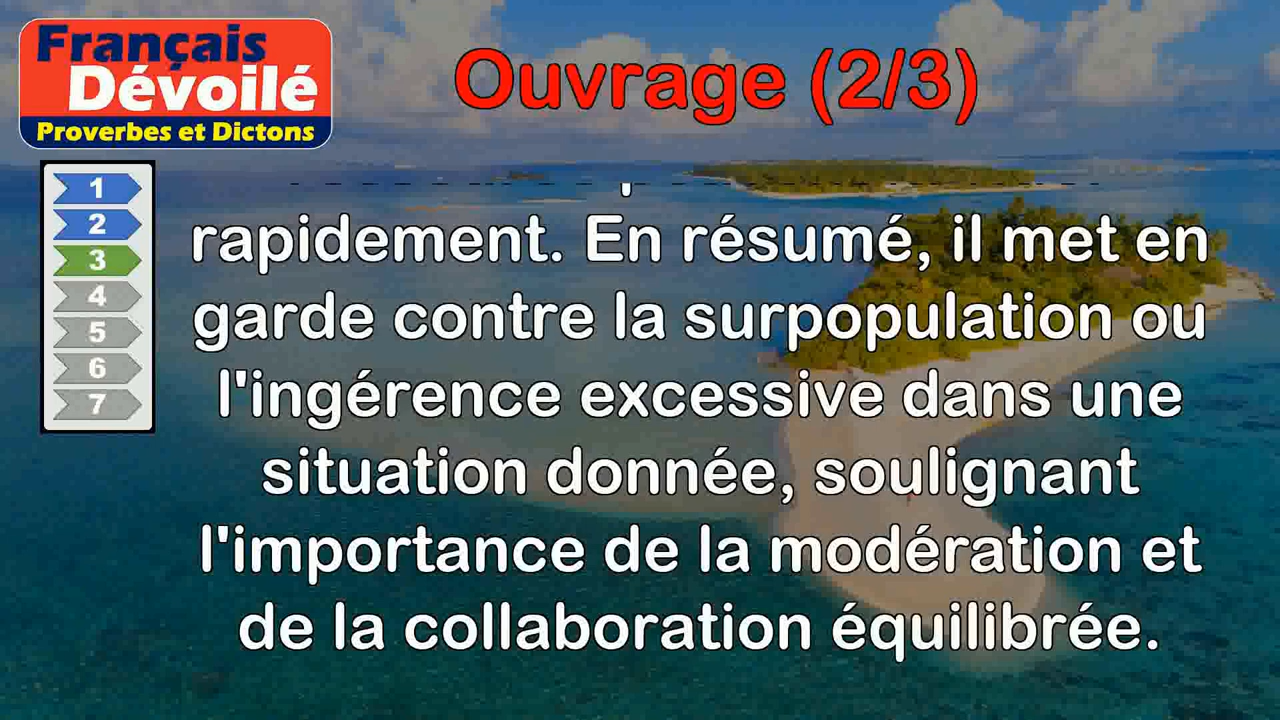 Français
Dévoilé
Proverbes et Dictons
Ouvrage (2/3)
1
2
3
4
5
6
7
rapidement. En résumé, il met en
garde contre la surpopulation ou
l'ingérence excessive dans une
situation donnée, soulignant
l'importance de la modération et
de la collaboration équilibrée.